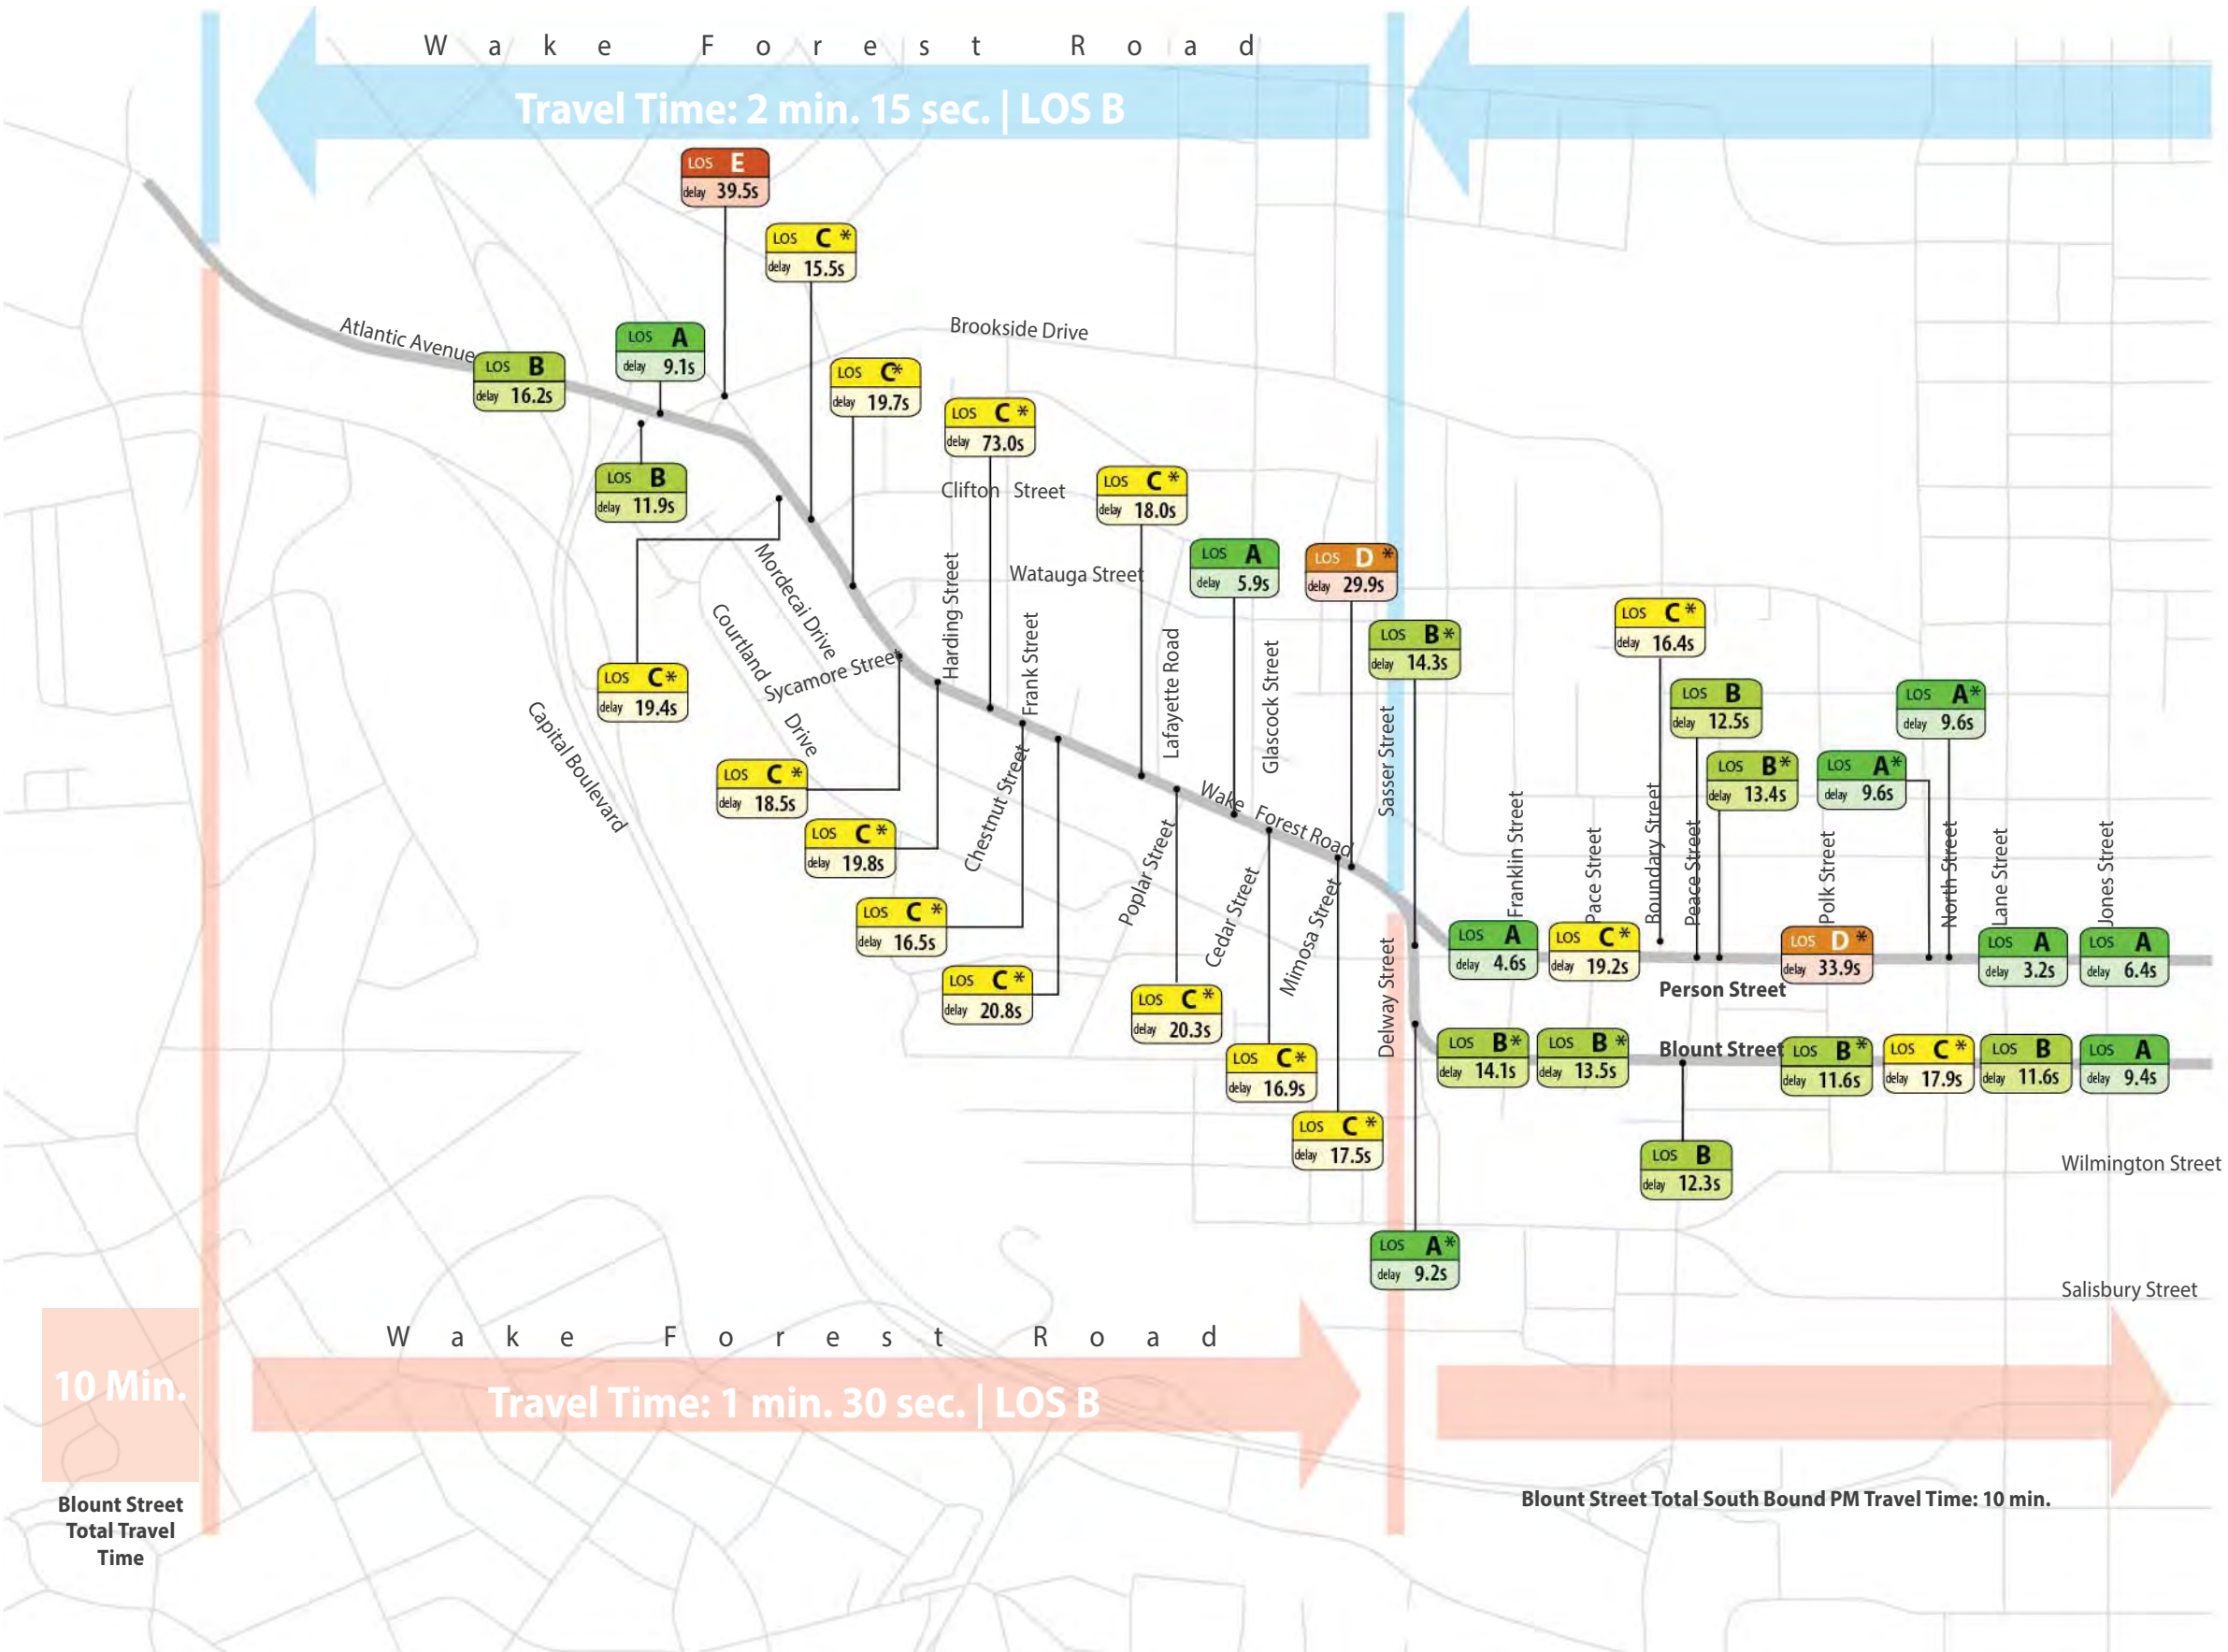 Wake Forest Road
Travel Time: 2 min. 15 sec. | LOS B
LOS E
delay 39.5s
LOS C *
delay 15.5s
Brookside Drive
Atlantic Avenue
LOS A
delay 9.1s
LOS B
delay 16.2s
LOS C*
delay 19.7s
LOS C *
delay 73.0s
LOS B
delay 11.9s
Clifton Street
LOS C *
delay 18.0s
LOS A
delay 5.9s
LOS D *
delay 29.9s
Watauga Street
Mordecai Drive
Courtland Drive
Sycamore Street
Harding Street
Frank Street
Lafayette Road
Glascock Street
Sasser Street
LOS B *
delay 14.3s
LOS C *
delay 16.4s
LOS C *
delay 19.4s
LOS B
delay 12.5s
LOS A*
delay 9.6s
Capital Boulevard
LOS B*
delay 13.4s
LOS A*
delay 9.6s
LOS C *
delay 18.5s
Chestnut Street
Wake Forest Road
LOS C *
delay 19.8s
Poplar Street
Cedar Street
Mimosa Street
Franklin Street
Pace Street
Boundary Street
Peace Street
Polk Street
North Street
Lane Street
Jones Street
LOS C *
delay 16.5s
LOS A
delay 4.6s
LOS C *
delay 19.2s
LOS D *
delay 33.9s
LOS A
delay 3.2s
LOS A
delay 6.4s
LOS C *
delay 20.8s
LOS C *
delay 20.3s
Delway Street
Person Street
LOS C*
delay 16.9s
LOS B*
delay 14.1s
LOS B *
delay 13.5s
Blount Street
LOS B*
delay 11.6s
LOS C *
delay 17.9s
LOS B
delay 11.6s
LOS A
delay 9.4s
LOS C *
delay 17.5s
LOS B
delay 12.3s
Wilmington Street
LOS A*
delay 9.2s
Salisbury Street
Wake Forest Road
10 Min.
Travel Time: 1 min. 30 sec. | LOS B
Blount Street
Total Travel
Time
Blount Street Total South Bound PM Travel Time: 10 min.